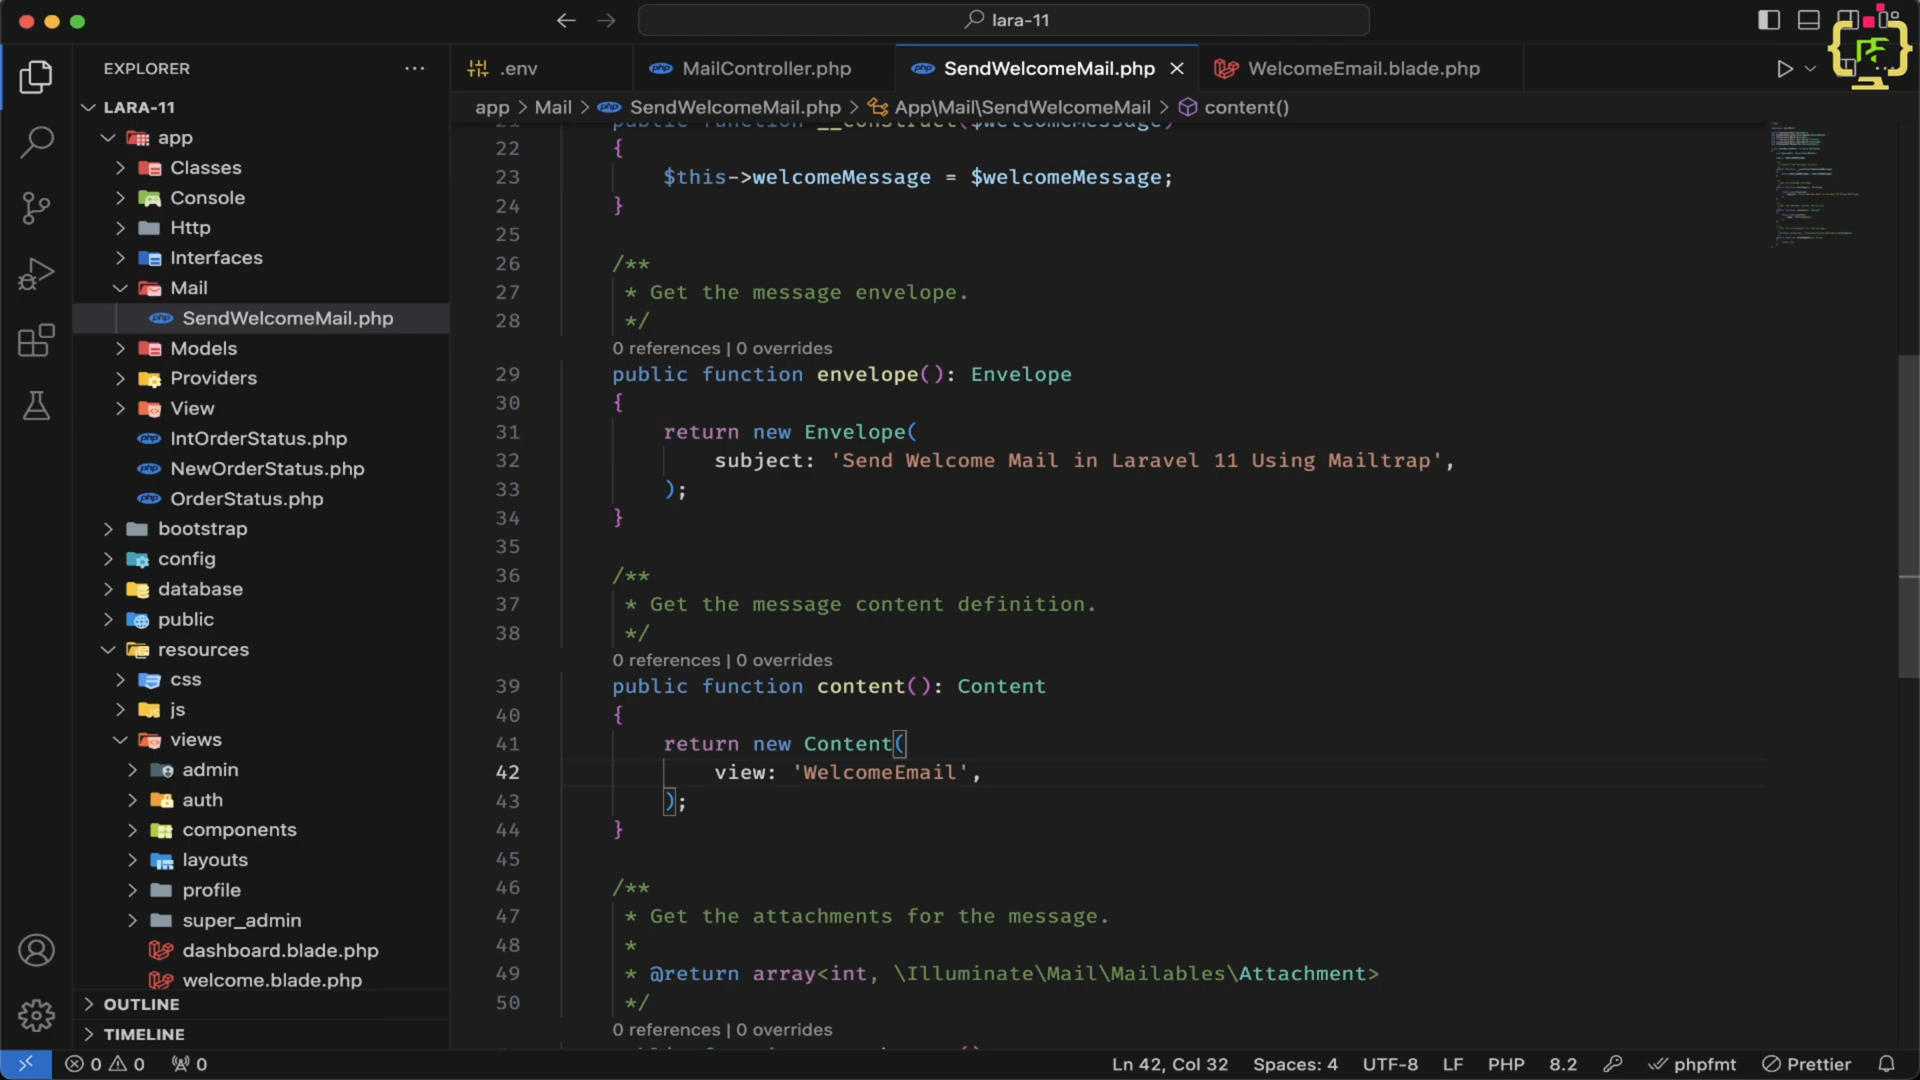 lara-11
EXPLORER
LARA-11
app
Classes
Console
Http
Interfaces
Mail
SendWelcomeMail.php
Models
Providers
View
IntOrderStatus.php
NewOrderStatus.php
OrderStatus.php
bootstrap
config
database
public
resources
css
js
views
admin
auth
components
layouts
profile
super_admin
dashboard.blade.php
welcome.blade.php
OUTLINE
TIMELINE
.env
MailController.php
SendWelcomeMail.php
WelcomeEmail.blade.php
app > Mail > SendWelcomeMail.php > App\Mail\SendWelcomeMail > content()
21 public function __construct($welcomeMessage)
22 {
23 $this->welcomeMessage = $welcomeMessage;
24 }
25
26 /**
27 * Get the message envelope.
28 */
0 references | 0 overrides
29 public function envelope(): Envelope
30 {
31 return new Envelope(
32 subject: 'Send Welcome Mail in Laravel 11 Using Mailtrap',
33 );
34 }
35
36 /**
37 * Get the message content definition.
38 */
0 references | 0 overrides
39 public function content(): Content
40 {
41 return new Content(
42 view: 'WelcomeEmail',
43 );
44 }
45
46 /**
47 * Get the attachments for the message.
48 *
49 * @return array<int, \Illuminate\Mail\Mailables\Attachment>
50 */
0 references | 0 overrides
0 0 0 Ln 42, Col 32 Spaces: 4 UTF-8 LF PHP 8.2 phpfmt Prettier